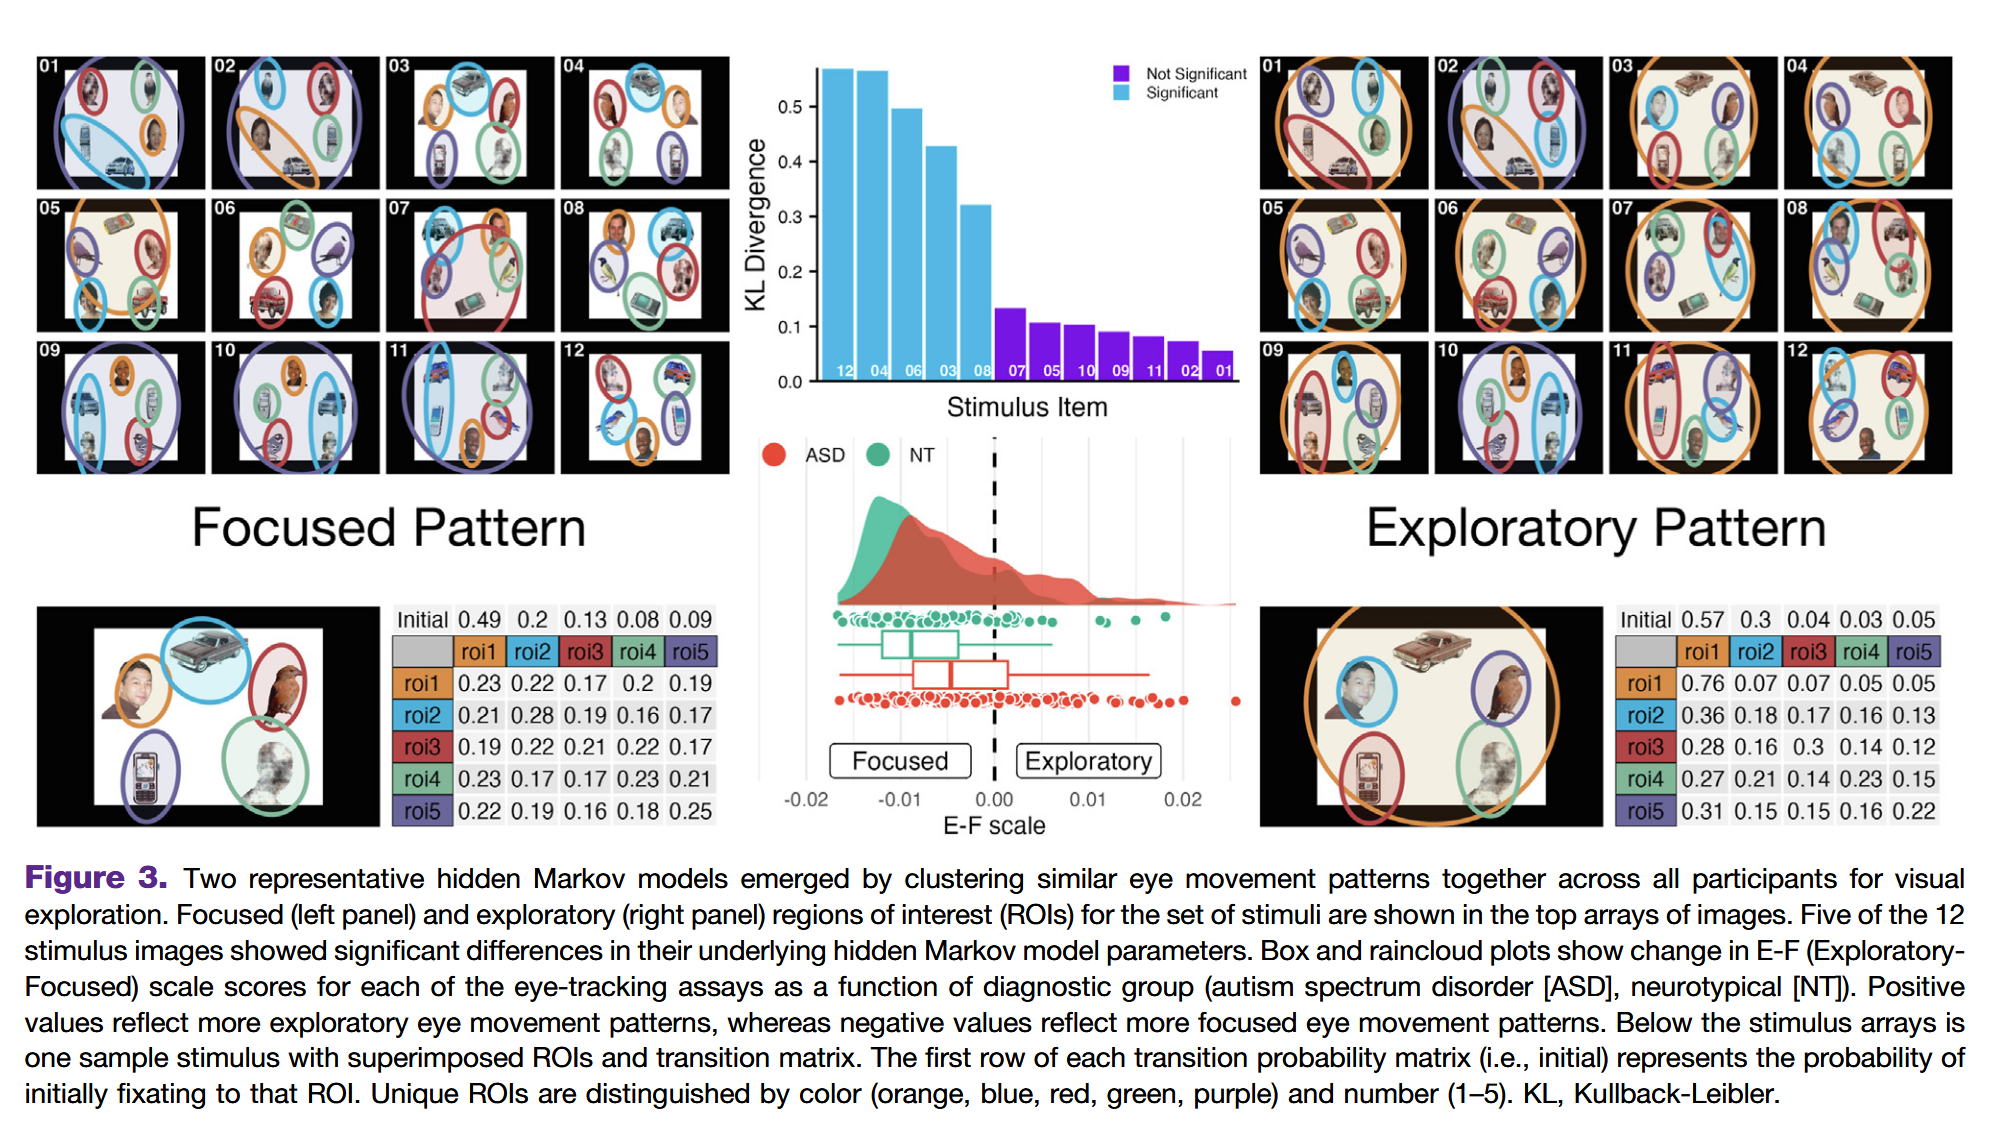 01 02 03 04
05 06 07 08
09 10 11 12
Focused Pattern
Initial 0.49 0.2 0.13 0.08 0.09
roi1 roi2 roi3 roi4 roi5
roi1 0.23 0.22 0.17 0.2 0.19
roi2 0.21 0.28 0.19 0.16 0.17
roi3 0.19 0.22 0.21 0.22 0.17
roi4 0.23 0.17 0.17 0.23 0.21
roi5 0.22 0.19 0.16 0.18 0.25
KL Divergence
0.5
0.4
0.3
0.2
0.1
0.0
Not Significant
Significant
12 04 06 03 08 07 05 10 09 11 02 01
Stimulus Item
ASD NT
Focused Exploratory
-0.02 -0.01 0.00 0.01 0.02
E-F scale
01 02 03 04
05 06 07 08
09 10 11 12
Exploratory Pattern
Initial 0.57 0.3 0.04 0.03 0.05
roi1 roi2 roi3 roi4 roi5
roi1 0.76 0.07 0.07 0.05 0.05
roi2 0.36 0.18 0.17 0.16 0.13
roi3 0.28 0.16 0.3 0.14 0.12
roi4 0.27 0.21 0.14 0.23 0.15
roi5 0.31 0.15 0.15 0.16 0.22
Figure 3. Two representative hidden Markov models emerged by clustering similar eye movement patterns together across all participants for visual
exploration. Focused (left panel) and exploratory (right panel) regions of interest (ROIs) for the set of stimuli are shown in the top arrays of images. Five of the 12
stimulus images showed significant differences in their underlying hidden Markov model parameters. Box and raincloud plots show change in E-F (Exploratory-
Focused) scale scores for each of the eye-tracking assays as a function of diagnostic group (autism spectrum disorder [ASD], neurotypical [NT]). Positive
values reflect more exploratory eye movement patterns, whereas negative values reflect more focused eye movement patterns. Below the stimulus arrays is
one sample stimulus with superimposed ROIs and transition matrix. The first row of each transition probability matrix (i.e., initial) represents the probability of
initially fixating to that ROI. Unique ROIs are distinguished by color (orange, blue, red, green, purple) and number (1–5). KL, Kullback-Leibler.